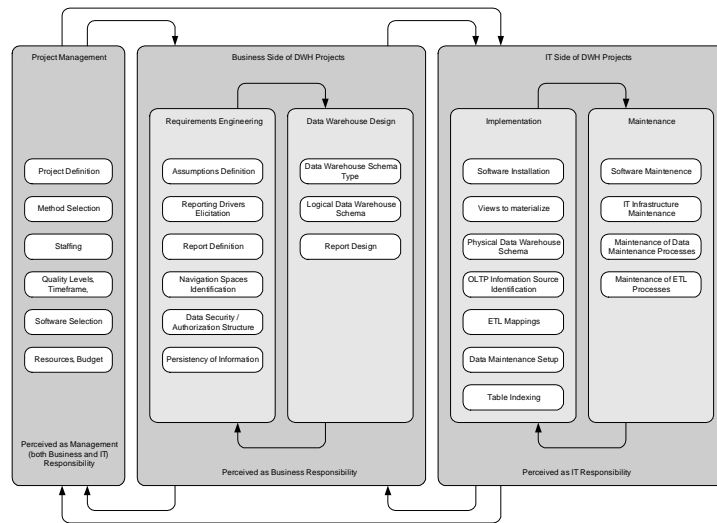 Project Management
Project Definition
Method Selection
Staffing
Quality Levels,
Timeframe,
Software Selection
Resources, Budget
Perceived as Management
(both Business and IT)
Responsibility
Business Side of DWH Projects
Requirements Engineering
Assumptions Definition
Reporting Drivers
Elicitation
Report Definition
Navigation Spaces
Identification
Data Security /
Authorization Structure
Persistency of Information
Data Warehouse Design
Data Warehouse Schema
Type
Logical Data Warehouse
Schema
Report Design
Perceived as Business Responsibility
IT Side of DWH Projects
Implementation
Software Installation
Views to materialize
Physical Data Warehouse
Schema
OLTP Information Source
Identification
ETL Mappings
Data Maintenance Setup
Table Indexing
Maintenance
Software Maintenence
IT Infrastructure
Maintenance
Maintenance of Data
Maintenance Processes
Maintenance of ETL
Processes
Perceived as IT Responsibility